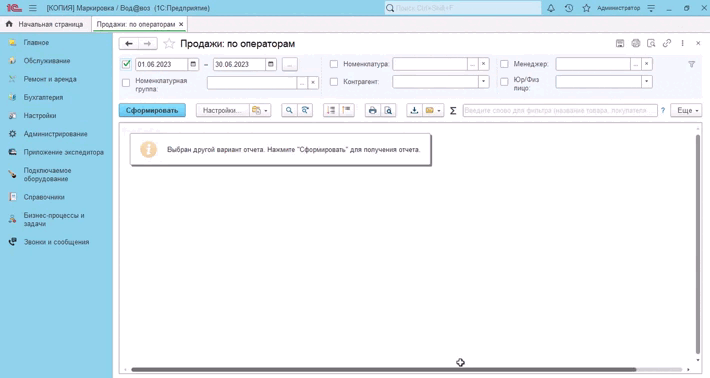 [КОПИЯ] Маркировка / Вод@воз (1С:Предприятие)
Поиск Ctrl+Shift+F
Администратор
Начальная страница
Продажи: по операторам ×
Главное
Обслуживание
Ремонт и аренда
Бухгалтерия
Настройки
Администрирование
Приложение экспедитора
Подключаемое
оборудование
Справочники
Бизнес-процессы и
задачи
Звонки и сообщения
Продажи: по операторам
01.06.2023 – 30.06.2023 ...
Номенклатура:
Менеджер:
Номенклатурная
группа:
Контрагент:
Юр/Физ
лицо:
Сформировать
Настройки...
Σ
Введите слово для фильтра (название товара, покупателя
?
Еще
Выбран другой вариант отчета. Нажмите "Сформировать" для получения отчета.